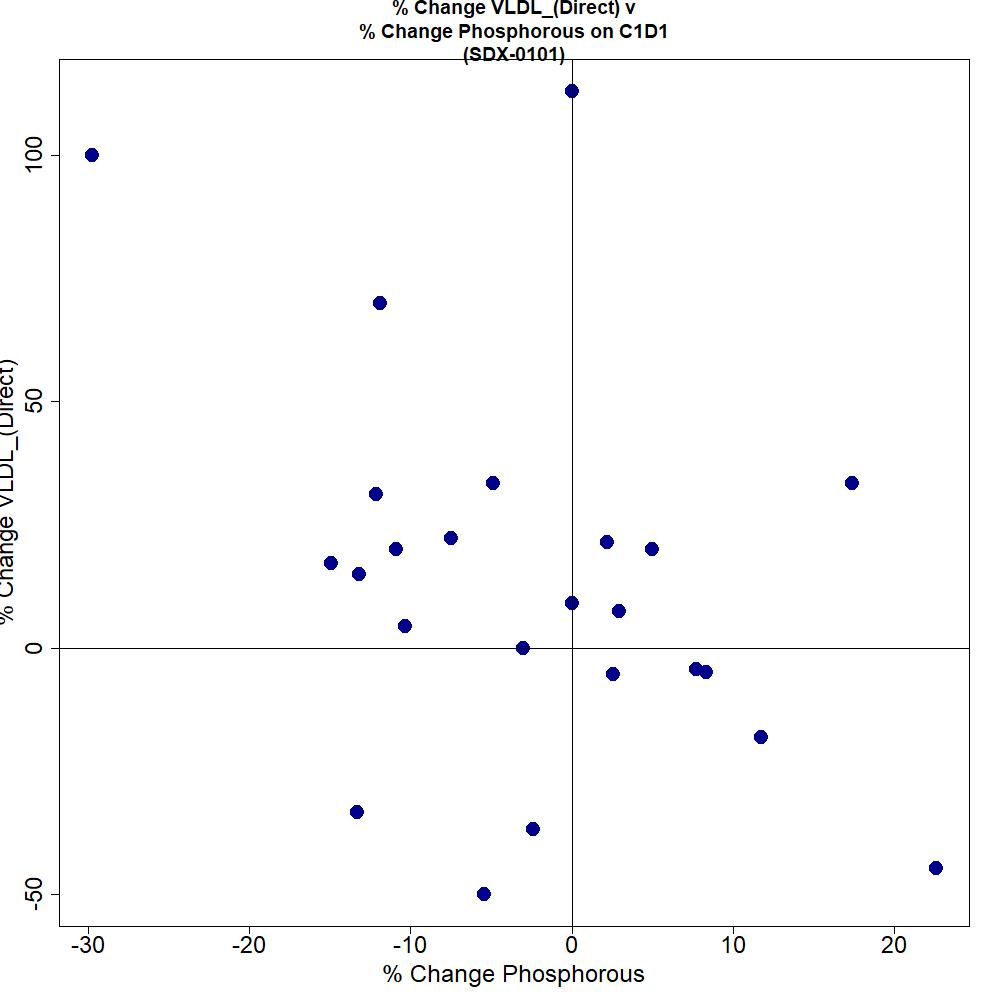 % Change VLDL_(Direct) v
% Change Phosphorous on C1D1
(SDX-0101)
% Change VLDL_(Direct)
100
50
0
-50
-30
-20
-10
0
10
20
% Change Phosphorous